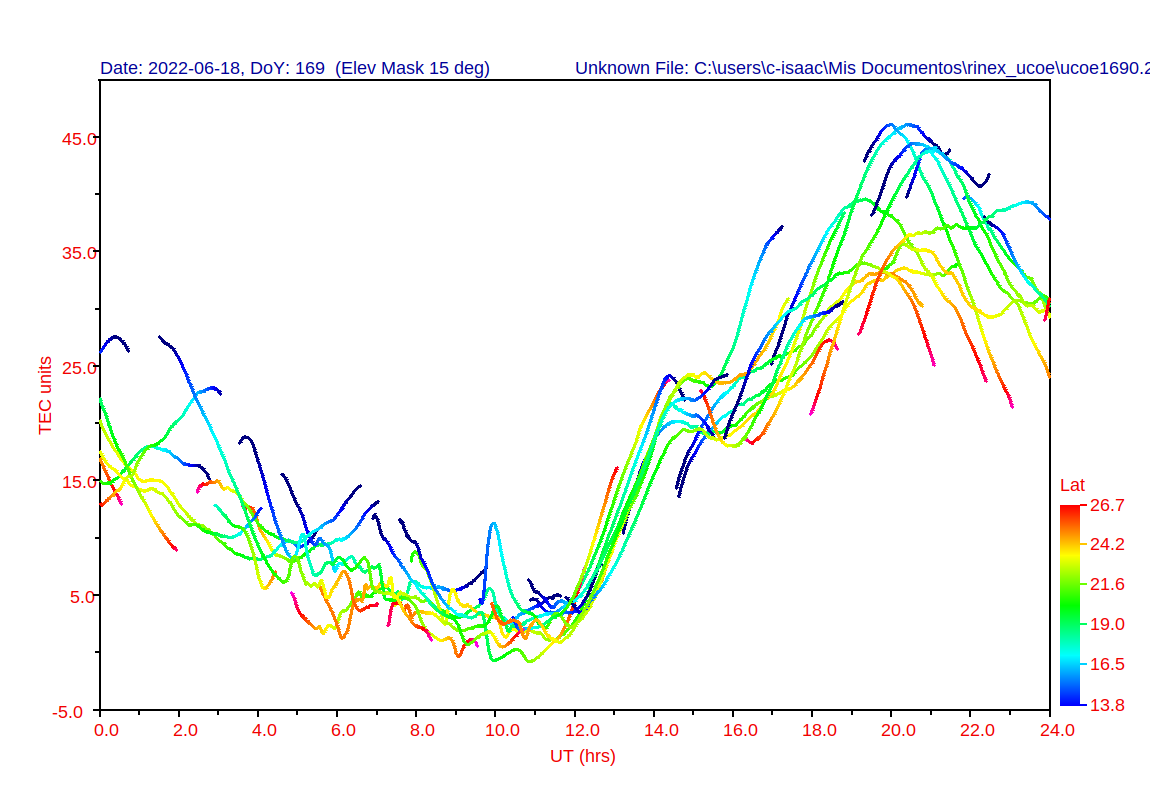 Date: 2022-06-18, DoY: 169  (Elev Mask 15 deg)  Unknown File: C:\users\c-isaac\Mis Documentos\rinex_ucoe\ucoe1690.2
45.0
35.0
25.0
15.0
5.0
-5.0
TEC units
0.0 2.0 4.0 6.0 8.0 10.0 12.0 14.0 16.0 18.0 20.0 22.0 24.0
UT (hrs)
Lat
26.7
24.2
21.6
19.0
16.5
13.8